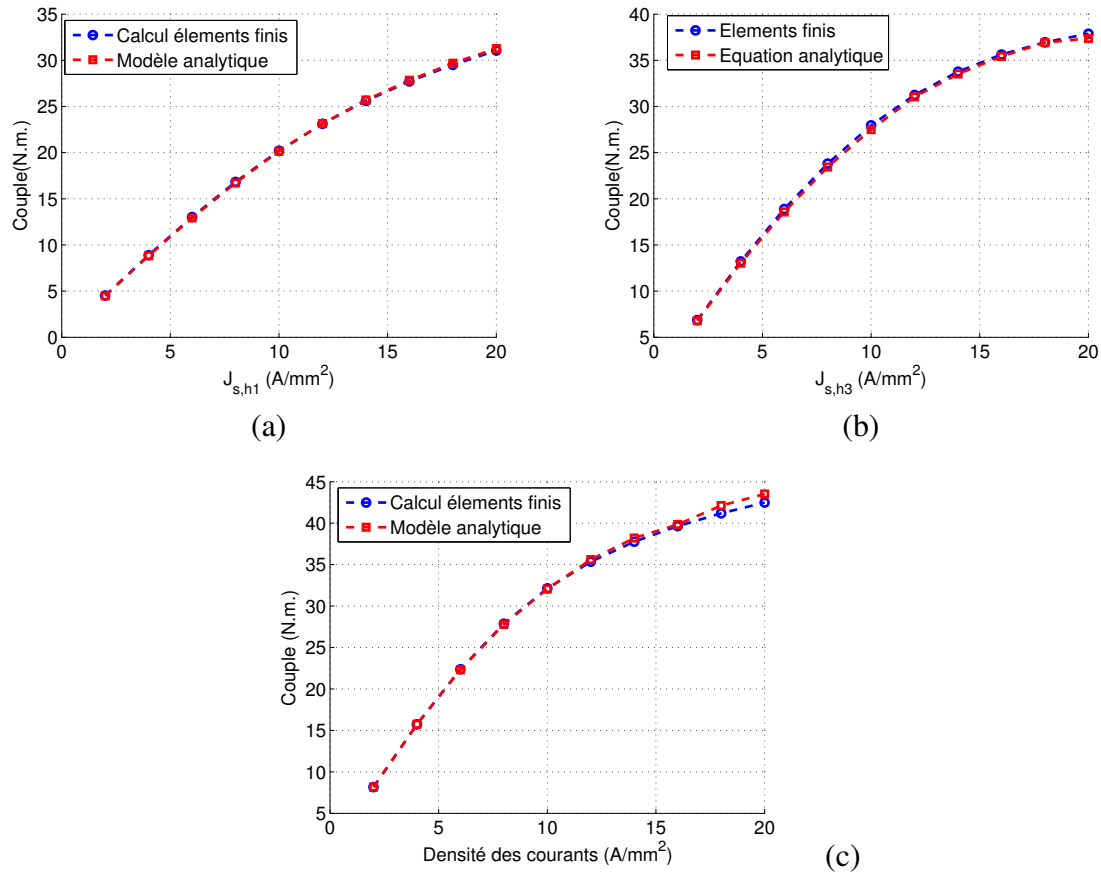 35
30
25
20
15
10
5
0
Couple(N.m.)
Calcul élements finis
Modèle analytique
0 5 10 15 20
J_{s,h1} (A/mm^2)
(a)
40
35
30
25
20
15
10
5
Couple(N.m.)
Elements finis
Equation analytique
0 5 10 15 20
J_{s,h3} (A/mm^2)
(b)
45
40
35
30
25
20
15
10
5
Couple (N.m.)
Calcul élements finis
Modèle analytique
0 5 10 15 20
Densité des courants (A/mm^2)
(c)